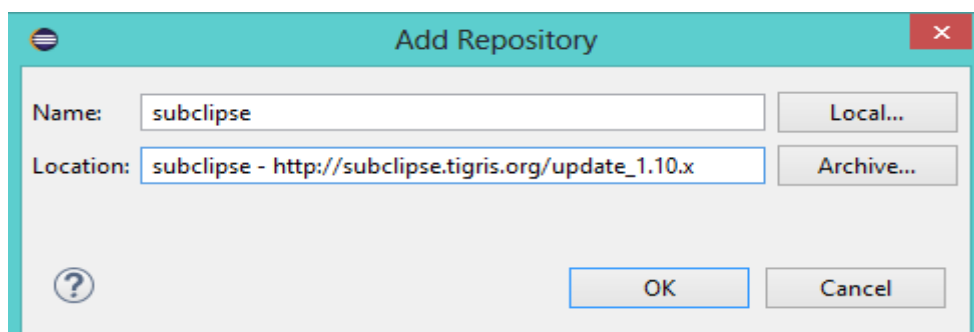 Add Repository
Name: subclipse Local...
Location: subclipse - http://subclipse.tigris.org/update_1.10.x Archive...
? OK Cancel